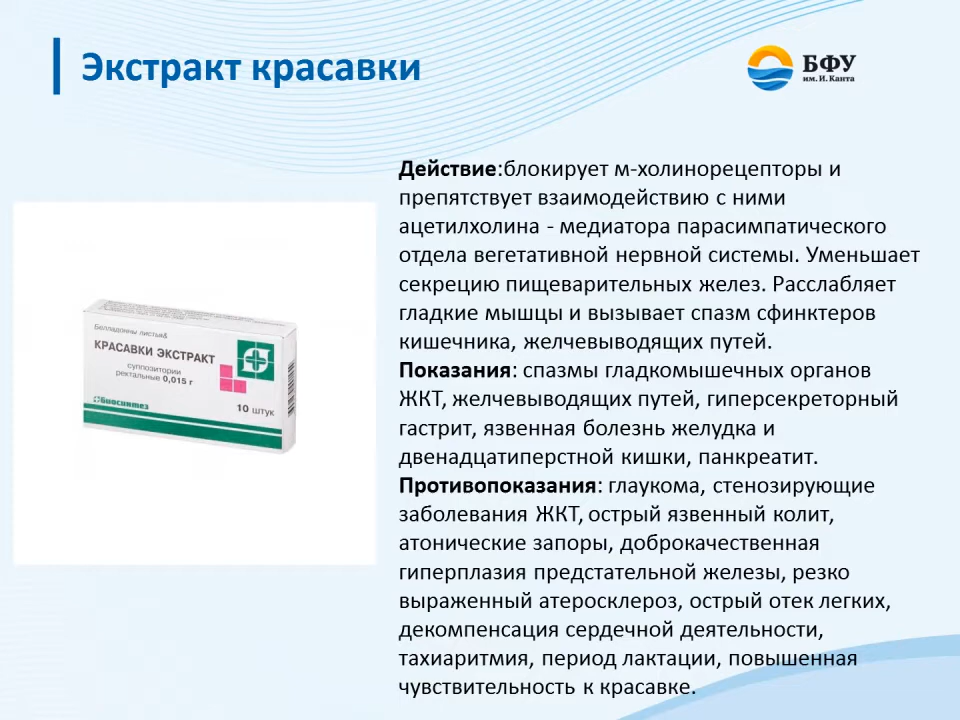 Экстракт красавки
БФУ
им. И. Канта
Действие:блокирует м-холинорецепторы и
препятствует взаимодействию с ними
ацетилхолина - медиатора парасимпатического
отдела вегетативной нервной системы. Уменьшает
секрецию пищеварительных желез. Расслабляет
гладкие мышцы и вызывает спазм сфинктеров
кишечника, желчевыводящих путей.
Показания: спазмы гладкомышечных органов
ЖКТ, желчевыводящих путей, гиперсекреторный
гастрит, язвенная болезнь желудка и
двенадцатиперстной кишки, панкреатит.
Противопоказания: глаукома, стенозирующие
заболевания ЖКТ, острый язвенный колит,
атонические запоры, доброкачественная
гиперплазия предстательной железы, резко
выраженный атеросклероз, острый отек легких,
декомпенсация сердечной деятельности,
тахиаритмия, период лактации, повышенная
чувствительность к красавке.
Белладонны листья&
КРАСАВКИ ЭКСТРАКТ
суппозитории
ректальные 0,015 г
Биосинтез
10 штук